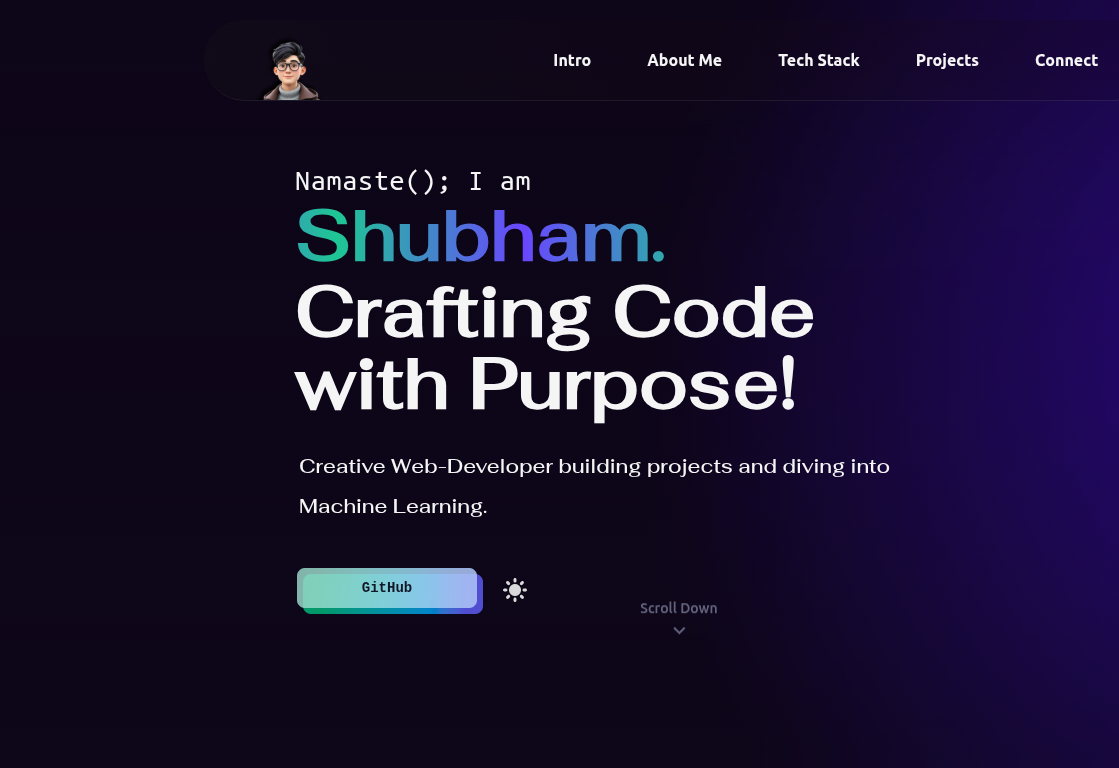 Intro About Me Tech Stack Projects Connect
Namaste(); I am
Shubham.
Crafting Code
with Purpose!
Creative Web-Developer building projects and diving into
Machine Learning.
GitHub
Scroll Down